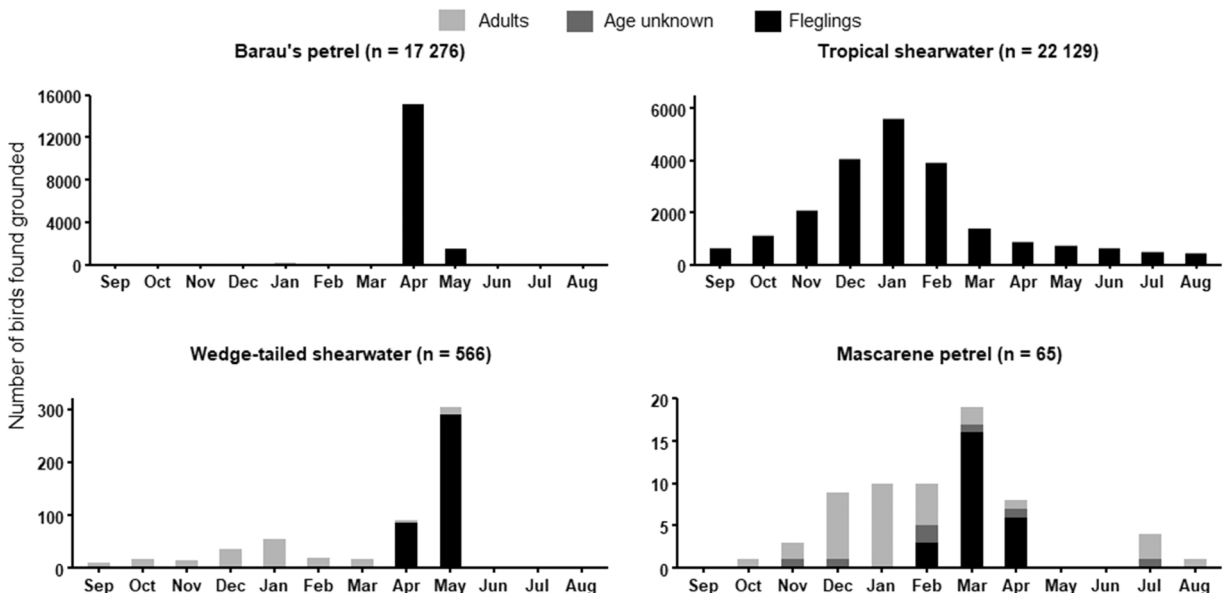 Adults Age unknown Fleglings
Barau's petrel (n = 17 276)
16000
12000
8000
4000
0
Sep Oct Nov Dec Jan Feb Mar Apr May Jun Jul Aug
Tropical shearwater (n = 22 129)
6000
4000
2000
0
Sep Oct Nov Dec Jan Feb Mar Apr May Jun Jul Aug
Number of birds found grounded
Wedge-tailed shearwater (n = 566)
300
200
100
0
Sep Oct Nov Dec Jan Feb Mar Apr May Jun Jul Aug
Mascarene petrel (n = 65)
20
15
10
5
0
Sep Oct Nov Dec Jan Feb Mar Apr May Jun Jul Aug